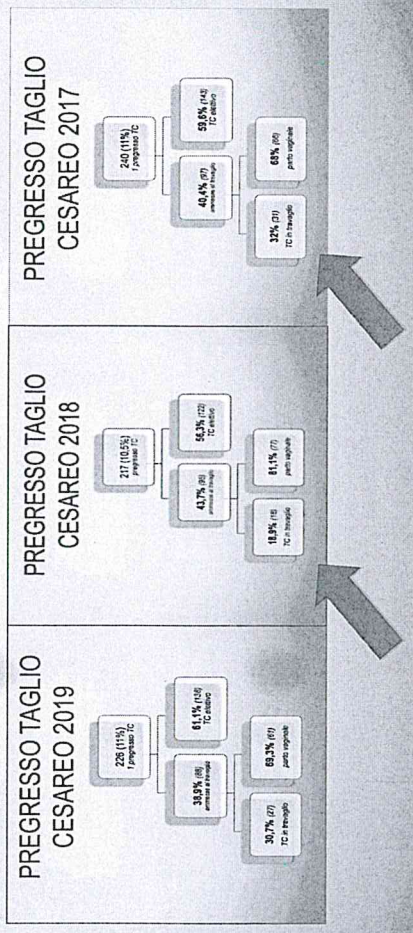 PREGRESSO TAGLIO
CESAREO 2019
226 (11%)
1 pregresso TC
38,9% (88)
ammesse al travaglio
61,1% (138)
TC elettivo
30,7% (27)
TC in travaglio
69,3% (61)
parto vaginale
PREGRESSO TAGLIO
CESAREO 2018
217 (10,5%)
pregresso TC
43,7% (95)
ammesse al travaglio
56,3% (122)
TC elettivo
18,9% (18)
TC in travaglio
81,1% (77)
parto vaginale
PREGRESSO TAGLIO
CESAREO 2017
240 (11%)
1 pregresso TC
40,4% (97)
ammesse al travaglio
59,6% (143)
TC elettivo
32% (31)
TC in travaglio
68% (66)
parto vaginale